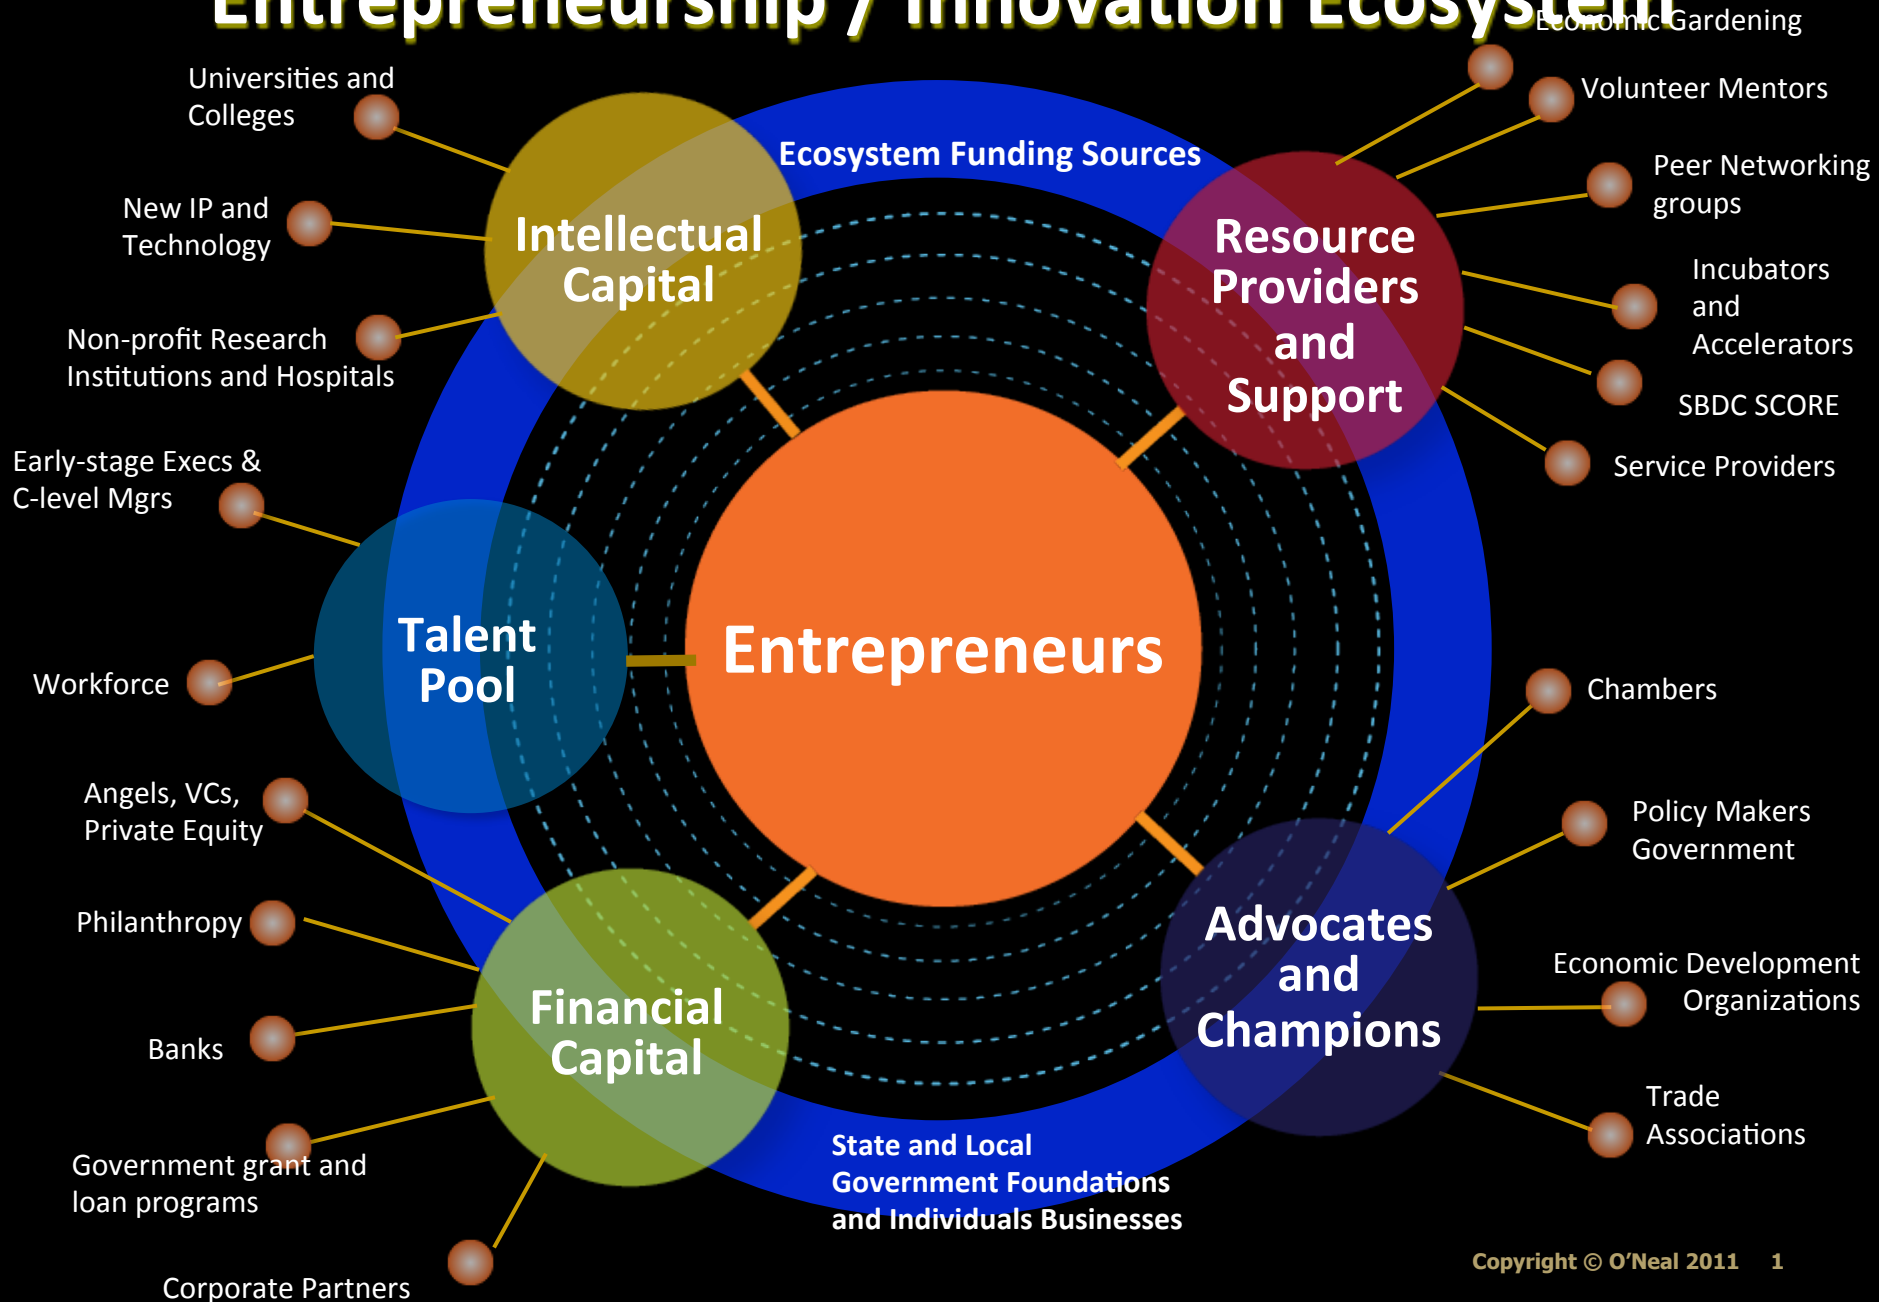 Entrepreneurship / Innovation Ecosystem
Economic Gardening
Universities and
Colleges
Volunteer Mentors
Ecosystem Funding Sources
Peer Networking
groups
New IP and
Technology
Intellectual
Capital
Resource
Providers
and
Support
Incubators
and
Accelerators
Non-profit Research
Institutions and Hospitals
SBDC SCORE
Service Providers
Early-stage Execs &
C-level Mgrs
Talent
Pool
Entrepreneurs
Workforce
Chambers
Angels, VCs,
Private Equity
Policy Makers
Government
Philanthropy
Advocates
and
Champions
Economic Development
Organizations
Financial
Capital
Banks
Trade
Associations
State and Local
Government Foundations
and Individuals Businesses
Government grant and
loan programs
Corporate Partners
Copyright © O’Neal 2011 1